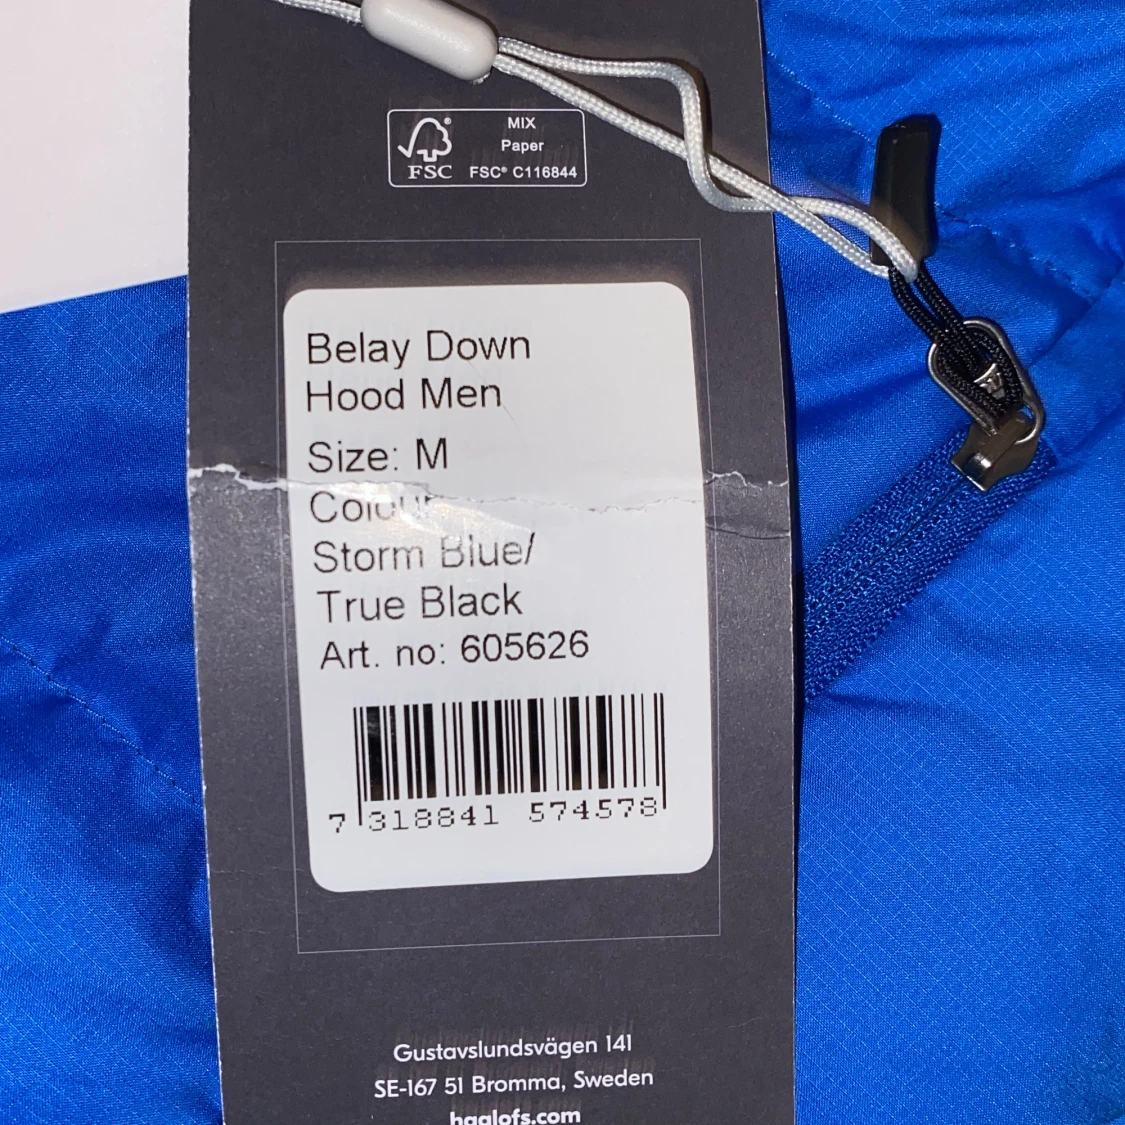 MIX
Paper
FSC
FSC® C116844
Belay Down
Hood Men
Size: M
Colour
Storm Blue/
True Black
Art. no: 605626
7 318841 574578
Gustavslundsvägen 141
SE-167 51 Bromma, Sweden
haglofs.com